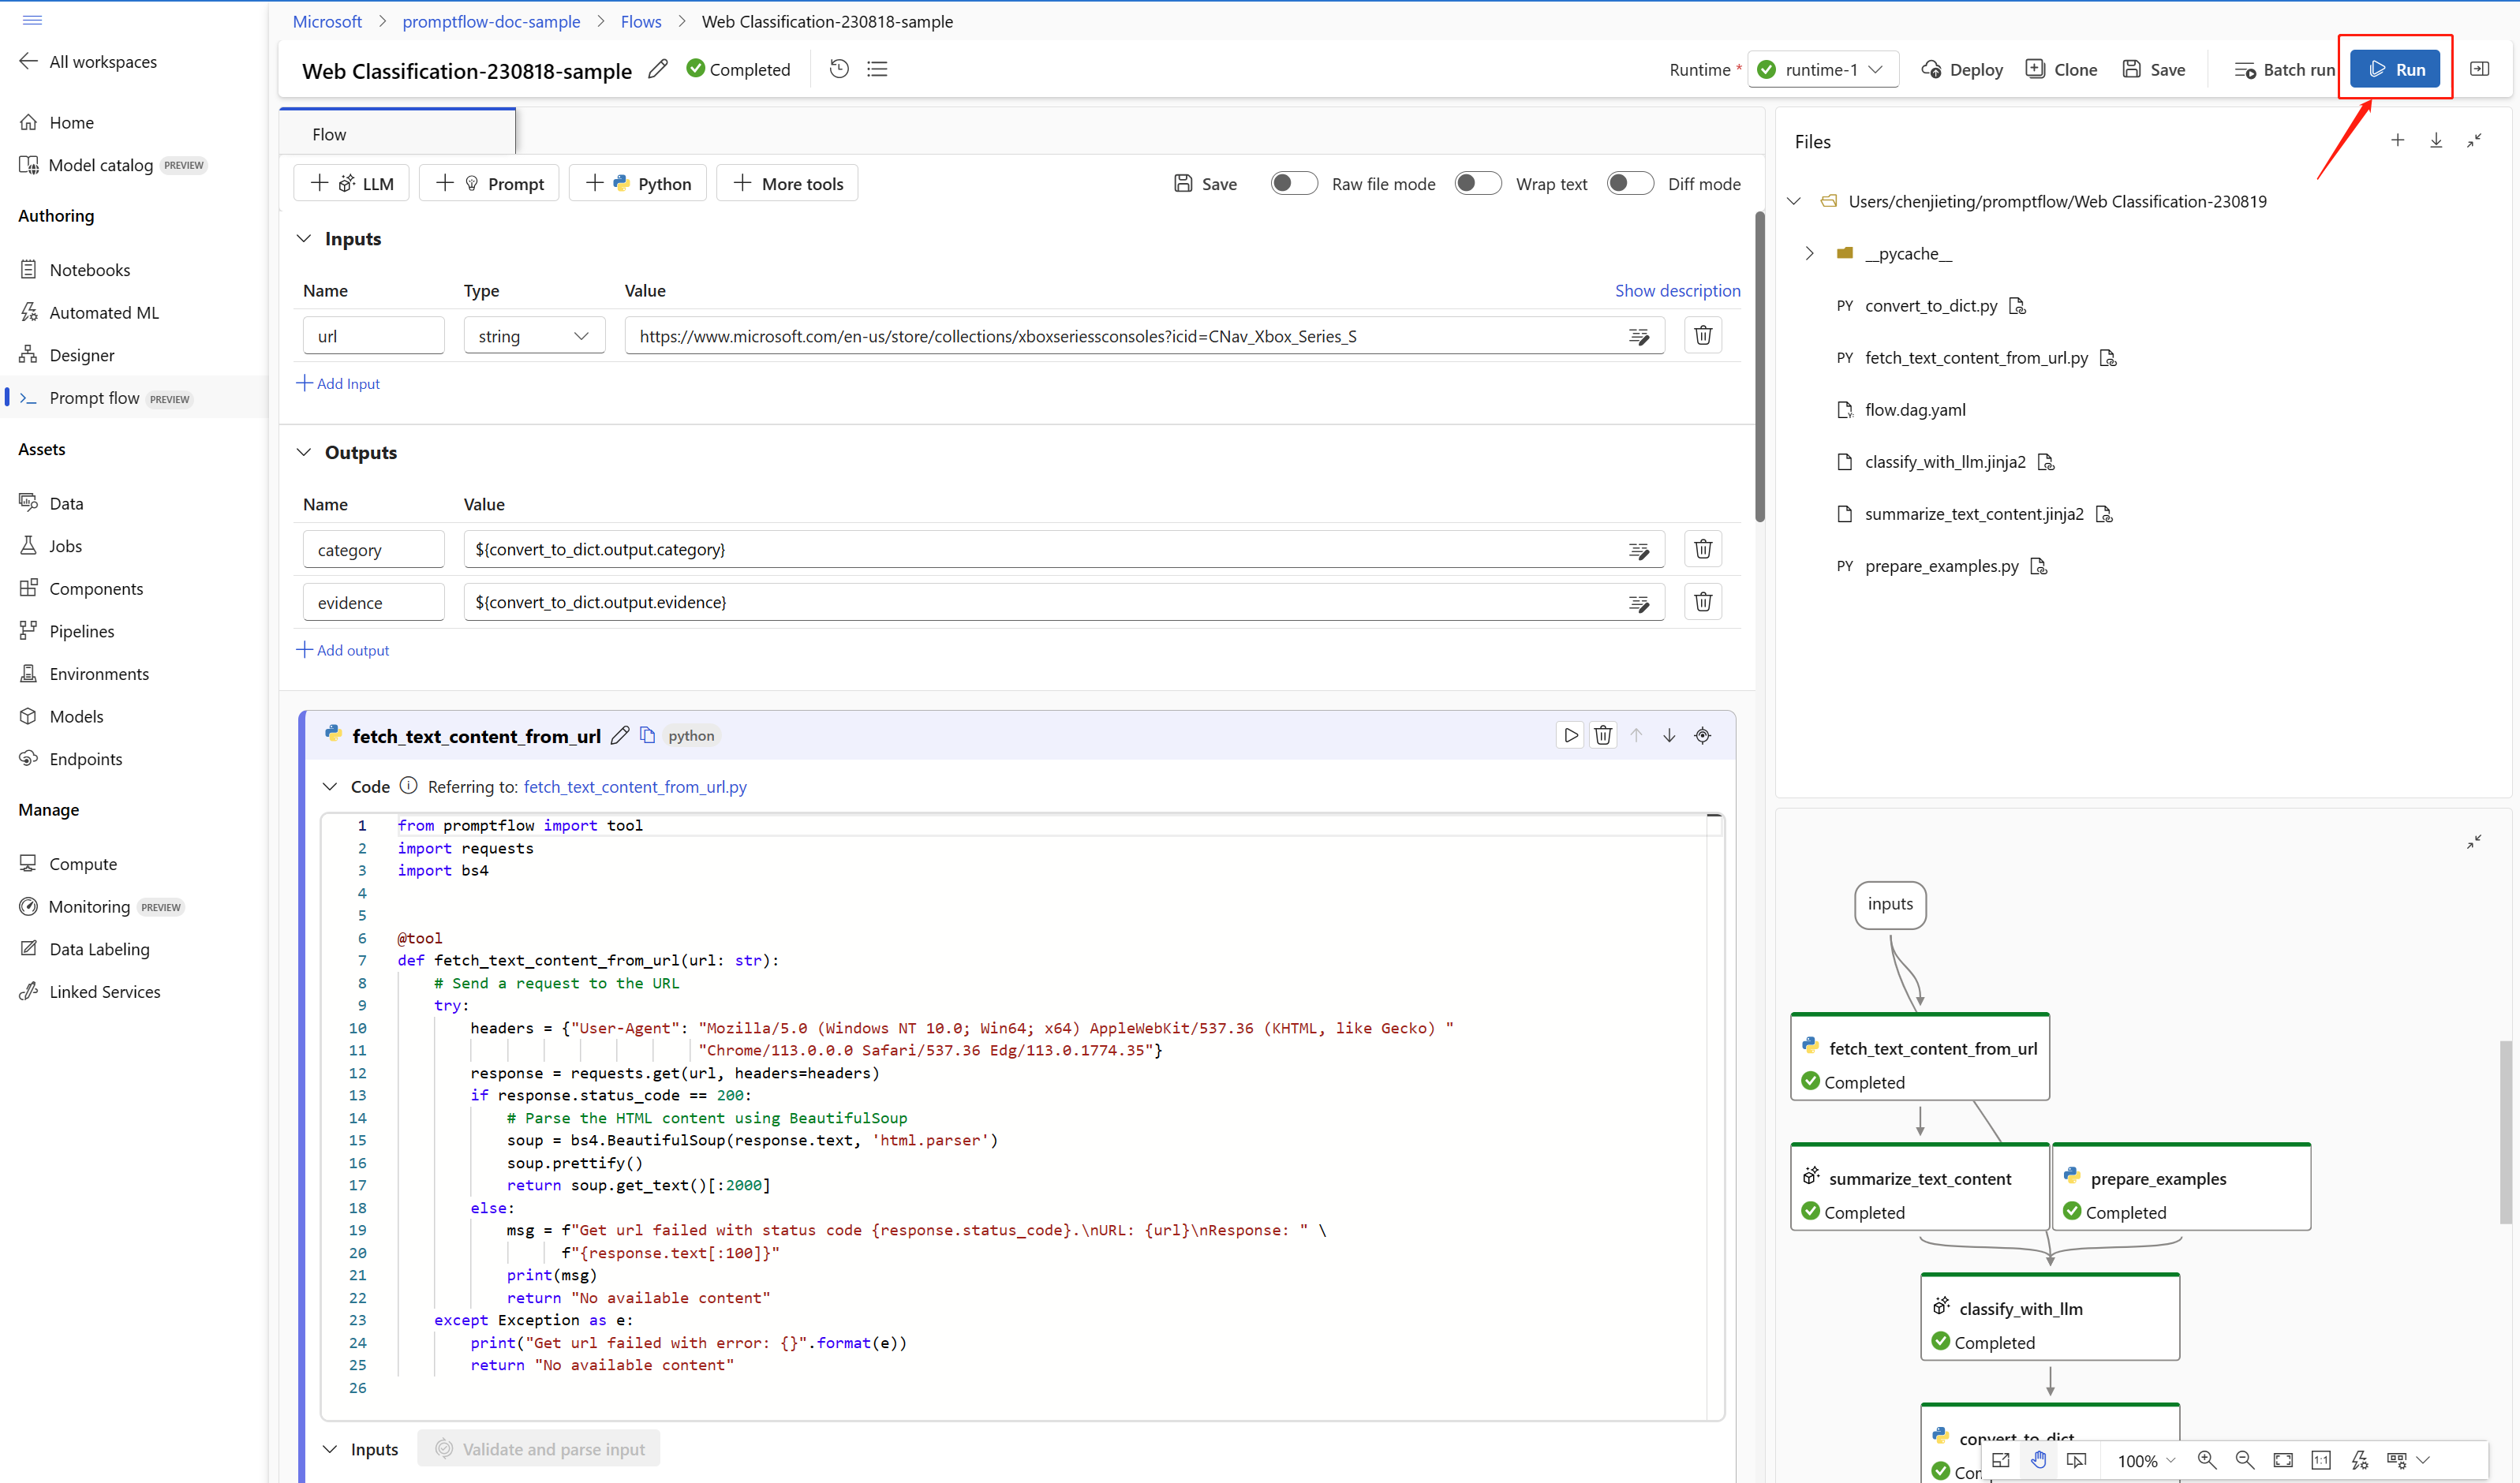 Microsoft > promptflow-doc-sample > Flows > Web Classification-230818-sample
All workspaces
Home
Model catalog PREVIEW
Authoring
Notebooks
Automated ML
Designer
Prompt flow PREVIEW
Assets
Data
Jobs
Components
Pipelines
Environments
Models
Endpoints
Manage
Compute
Monitoring PREVIEW
Data Labeling
Linked Services
Web Classification-230818-sample Completed
Runtime * runtime-1 Deploy Clone Save Batch run Run
Flow
LLM Prompt Python More tools Save Raw file mode Wrap text Diff mode
Inputs
Name Type Value Show description
url string https://www.microsoft.com/en-us/store/collections/xboxseriessconsoles?icid=CNav_Xbox_Series_S
Add Input
Outputs
Name Value
category ${convert_to_dict.output.category}
evidence ${convert_to_dict.output.evidence}
Add output
fetch_text_content_from_url python
Code Referring to: fetch_text_content_from_url.py
1 from promptflow import tool
2 import requests
3 import bs4
4
5
6 @tool
7 def fetch_text_content_from_url(url: str):
8 # Send a request to the URL
9 try:
10 headers = {"User-Agent": "Mozilla/5.0 (Windows NT 10.0; Win64; x64) AppleWebKit/537.36 (KHTML, like Gecko) "
11 "Chrome/113.0.0.0 Safari/537.36 Edg/113.0.1774.35"}
12 response = requests.get(url, headers=headers)
13 if response.status_code == 200:
14 # Parse the HTML content using BeautifulSoup
15 soup = bs4.BeautifulSoup(response.text, 'html.parser')
16 soup.prettify()
17 return soup.get_text()[:2000]
18 else:
19 msg = f"Get url failed with status code {response.status_code}.\nURL: {url}\nResponse: " \
20 f"{response.text[:100]}"
21 print(msg)
22 return "No available content"
23 except Exception as e:
24 print("Get url failed with error: {}".format(e))
25 return "No available content"
26
Inputs Validate and parse input
Files
Users/chenjieting/promptflow/Web Classification-230819
__pycache__
PY convert_to_dict.py
PY fetch_text_content_from_url.py
flow.dag.yaml
classify_with_llm.jinja2
summarize_text_content.jinja2
PY prepare_examples.py
inputs
fetch_text_content_from_url
Completed
summarize_text_content
Completed
prepare_examples
Completed
classify_with_llm
Completed
convert_to_dict
Con
100% 1:1